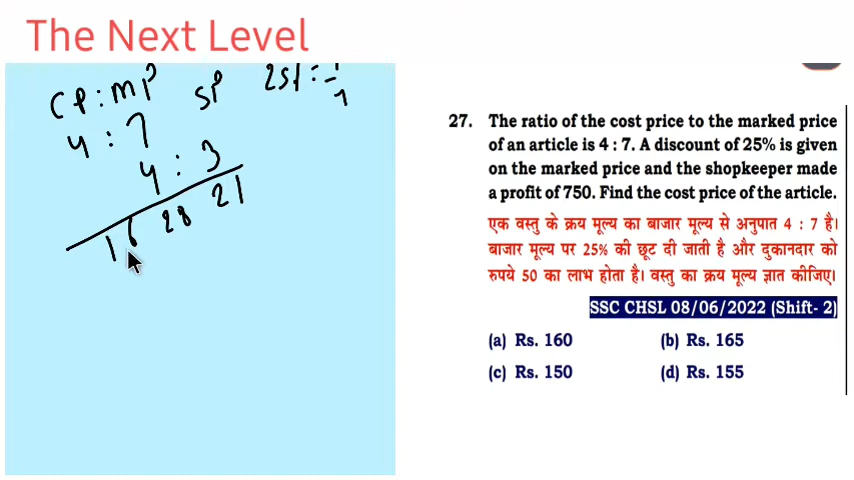 The Next Level
CP : MP SP 25% =
4 : 7
4 : 3
16 28 21
27. The ratio of the cost price to the marked price
of an article is 4 : 7. A discount of 25% is given
on the marked price and the shopkeeper made
a profit of 750. Find the cost price of the article.
एक वस्तु के क्रय मूल्य का बाजार मूल्य से अनुपात 4 : 7 है।
बाजार मूल्य पर 25% की छूट दी जाती है और दुकानदार को
रुपये 50 का लाभ होता है। वस्तु का क्रय मूल्य ज्ञात कीजिए।
SSC CHSL 08/06/2022 (Shift- 2)
(a) Rs. 160 (b) Rs. 165
(c) Rs. 150 (d) Rs. 155